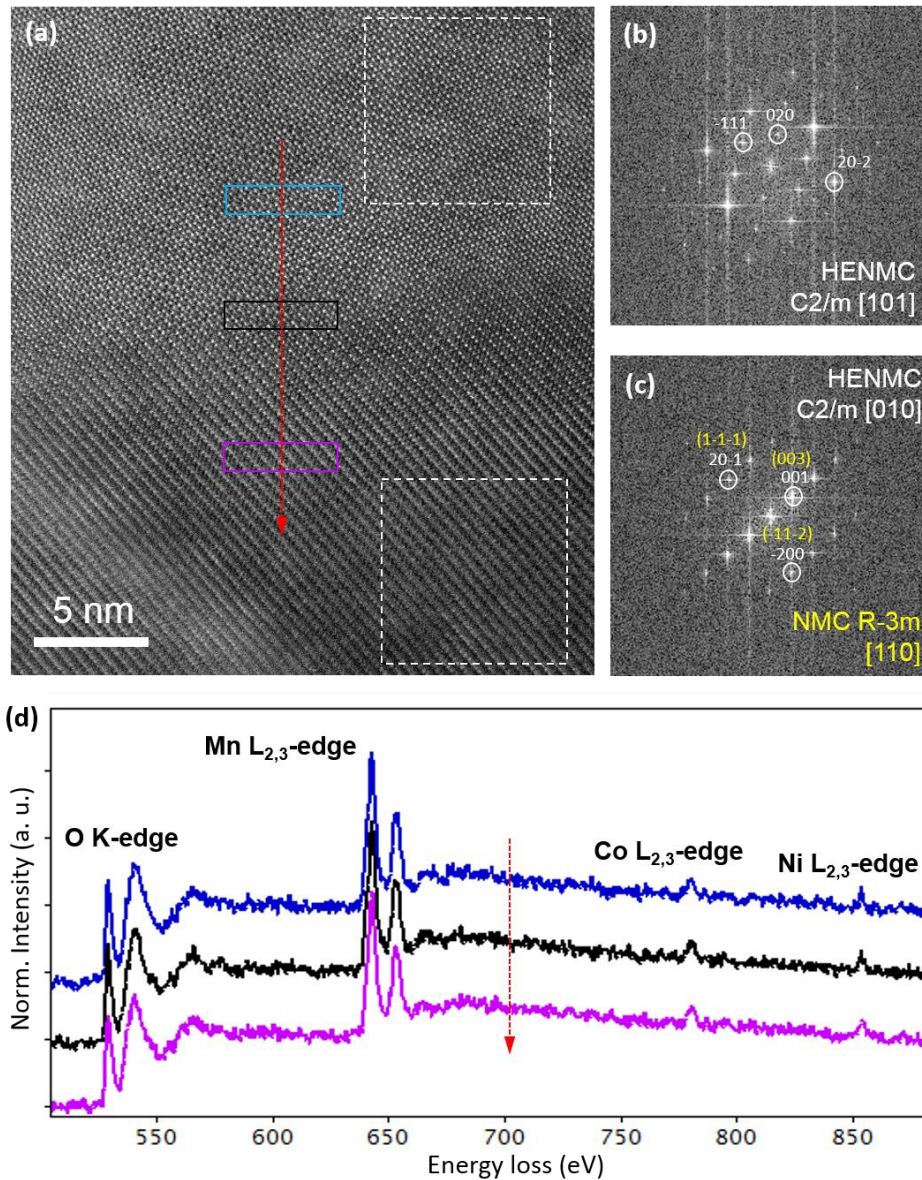 (a)
5 nm
(b)
-111
020
20-2
HENMC
C2/m [101]
(c)
HENMC
C2/m [010]
(1-1-1)
20-1
(003)
001
(-11-2)
-200
NMC R-3m
[110]
(d)
Mn L2,3-edge
O K-edge
Co L2,3-edge
Ni L2,3-edge
Norm. Intensity (a. u.)
550
600
650
700
750
800
850
Energy loss (eV)